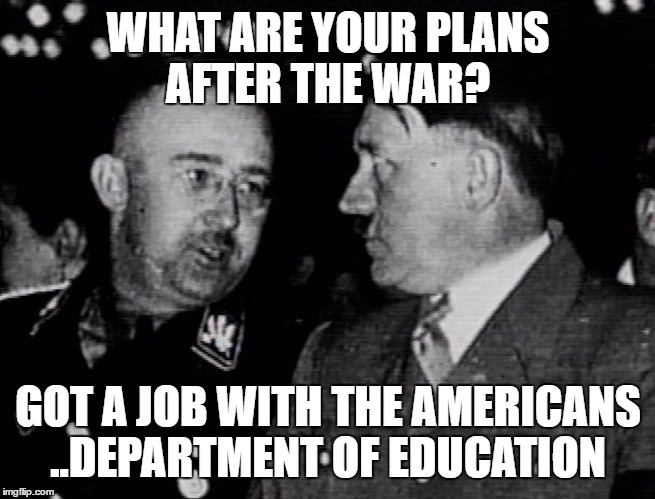 WHAT ARE YOUR PLANS
AFTER THE WAR?
GOT A JOB WITH THE AMERICANS
..DEPARTMENT OF EDUCATION
imgflip.com